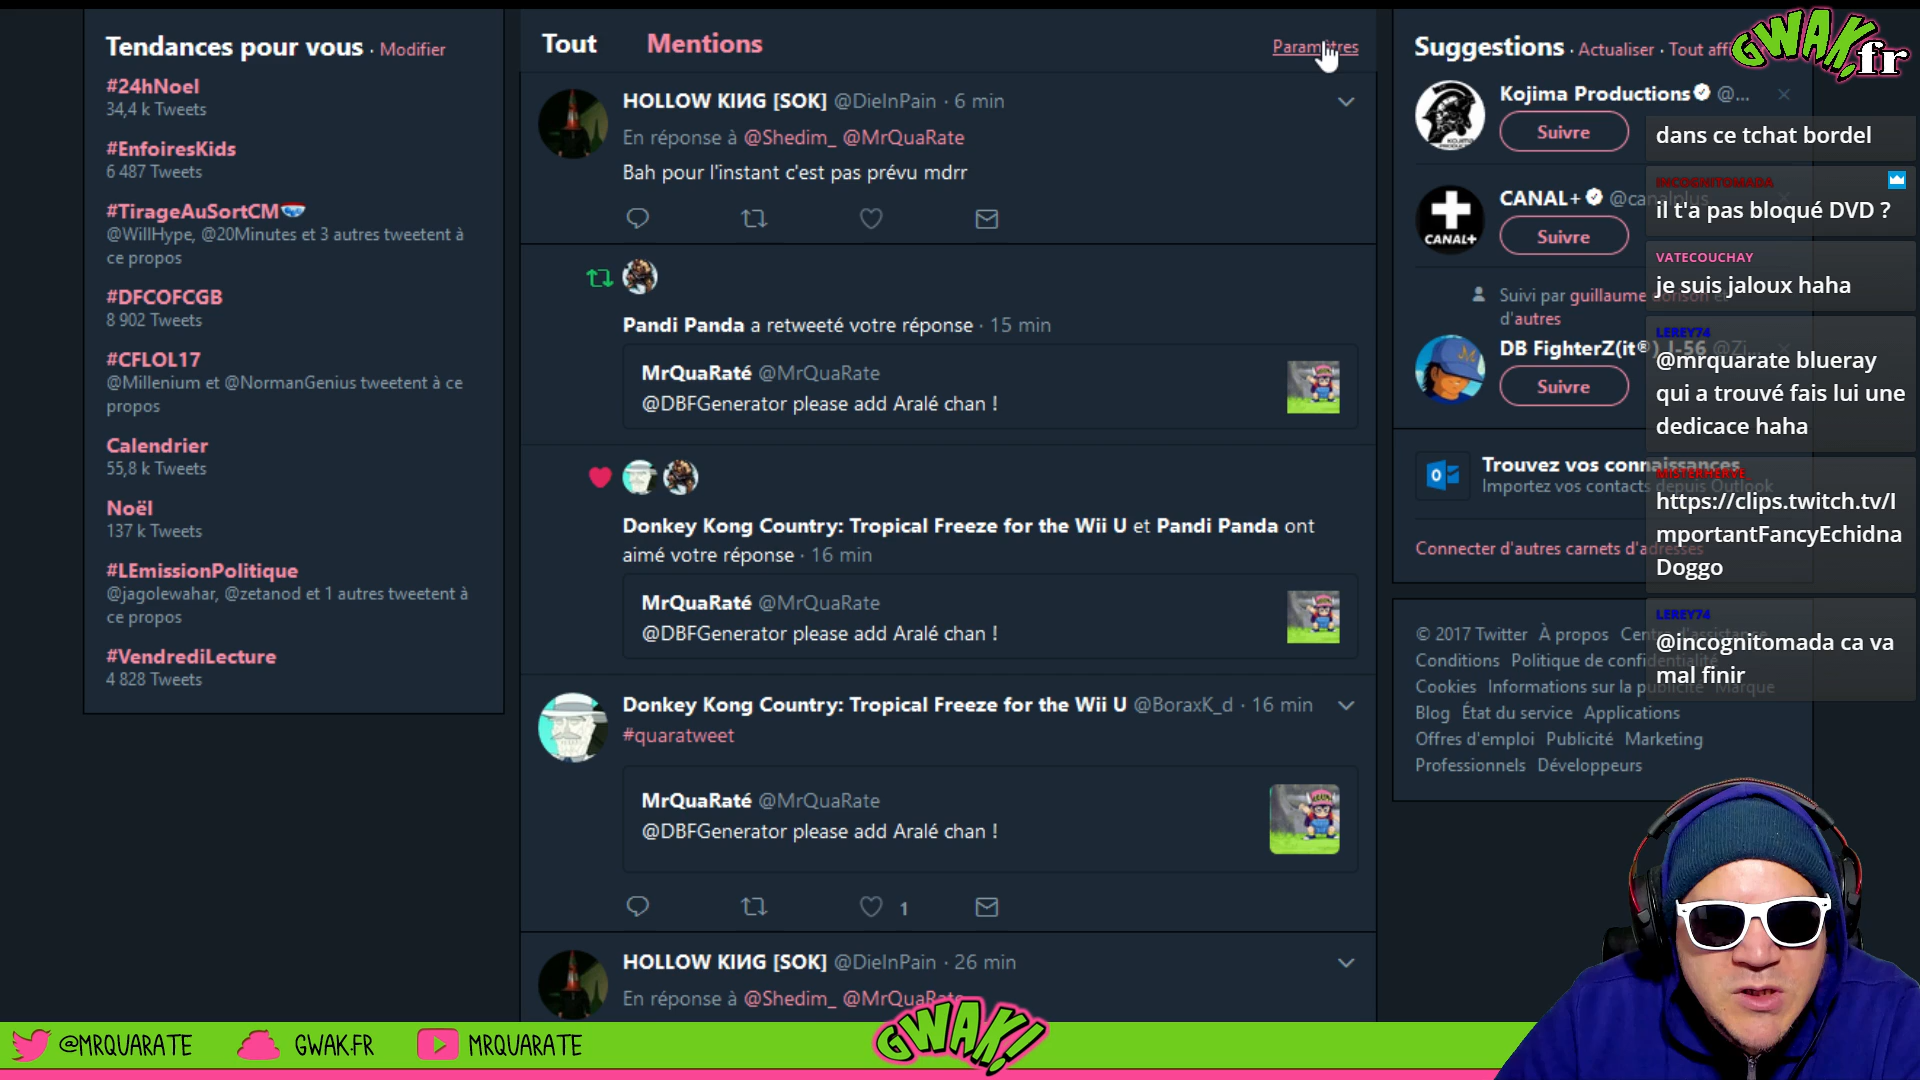 Tendances pour vous · Modifier
#24hNoel
34,4 k Tweets
#EnfoiresKids
6 487 Tweets
#TirageAuSortCM
@WillHype, @20Minutes et 3 autres tweetent à
ce propos
#DFCOFCGB
8 902 Tweets
#CFLOL17
@Millenium et @NormanGenius tweetent à ce
propos
Calendrier
55,8 k Tweets
Noël
137 k Tweets
#LEmissionPolitique
@jagolewahar, @zetanod et 1 autres tweetent à
ce propos
#VendrediLecture
4 828 Tweets
Tout Mentions Paramètres
HOLLOW KIИG [SOK] @DieInPain · 6 min
En réponse à @Shedim_ @MrQuaRate
Bah pour l'instant c'est pas prévu mdrr
Pandi Panda a retweeté votre réponse · 15 min
MrQuaRaté @MrQuaRate
@DBFGenerator please add Aralé chan !
Donkey Kong Country: Tropical Freeze for the Wii U et Pandi Panda ont
aimé votre réponse · 16 min
MrQuaRaté @MrQuaRate
@DBFGenerator please add Aralé chan !
Donkey Kong Country: Tropical Freeze for the Wii U @BoraxK_d · 16 min
#quaratweet
MrQuaRaté @MrQuaRate
@DBFGenerator please add Aralé chan !
1
HOLLOW KIИG [SOK] @DieInPain · 26 min
En réponse à @Shedim_ @MrQuaRate
Suggestions · Actualiser · Tout aff
GWAK.fr
Kojima Productions @...
Suivre
CANAL+
CANAL+ @canalplus
Suivre
Suivi par guillaume dorison et
d'autres
DB FighterZ(it®) J-56 @Zi...
Suivre
Trouvez vos connaissances
Importez vos contacts depuis Outlook
Connecter d'autres carnets d'adresses
© 2017 Twitter À propos Centre d'assistance
Conditions Politique de confidentialité
Cookies Informations sur la publicité Marque
Blog État du service Applications
Offres d'emploi Publicité Marketing
Professionnels Développeurs
dans ce tchat bordel
INCOGNITOMADA
il t'a pas bloqué DVD ?
VATECOUCHAY
je suis jaloux haha
LEREY74
@mrquarate blueray
qui a trouvé fais lui une
dedicace haha
MISTERHERVE
https://clips.twitch.tv/I
mportantFancyEchidna
Doggo
LEREY74
@incognitomada ca va
mal finir
@MRQUARATE GWAK.FR MRQUARATE
GWAK!